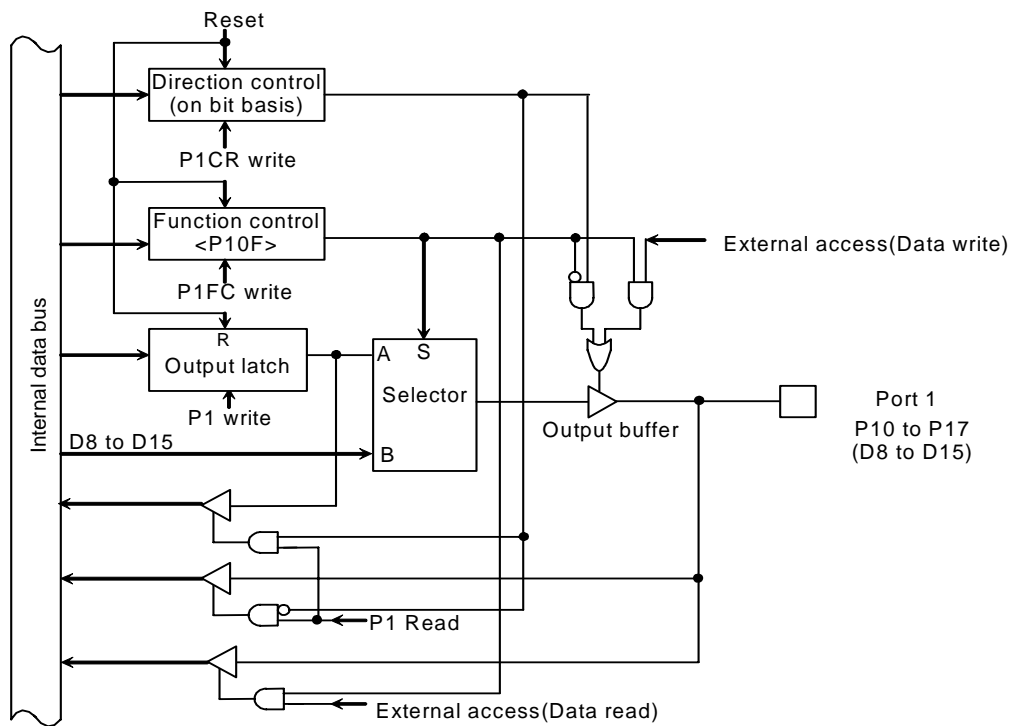 Reset
Direction control
(on bit basis)
P1CR write
Function control
<P10F>
External access(Data write)
P1FC write
R
Output latch
A
S
Selector
P1 write
Internal data bus
D8 to D15
B
Output buffer
Port 1
P10 to P17
(D8 to D15)
P1 Read
External access(Data read)